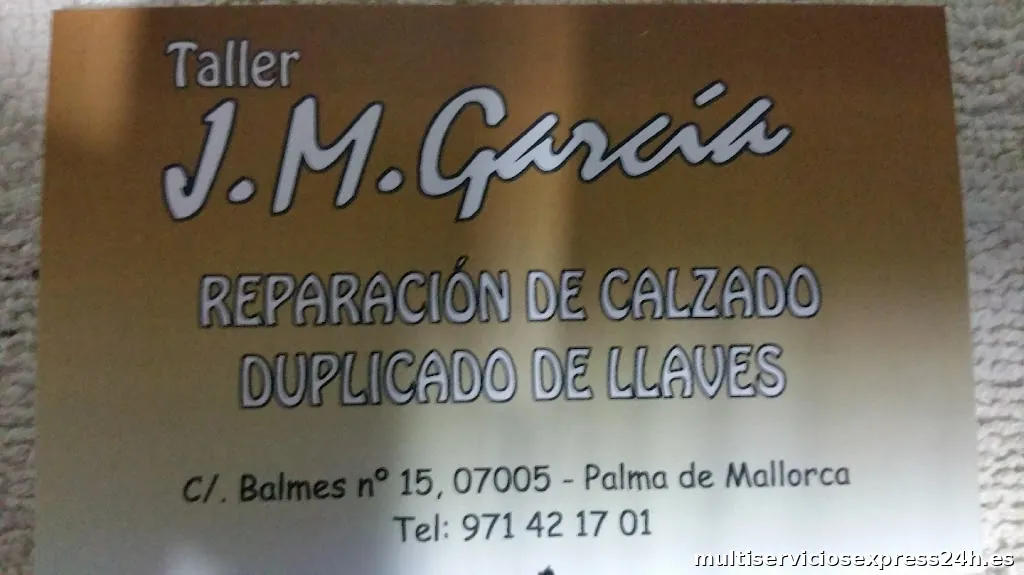 Taller
J.M.García
REPARACIÓN DE CALZADO
DUPLICADO DE LLAVES
C/. Balmes nº 15, 07005 - Palma de Mallorca
Tel: 971 42 17 01
multiserviciosexpress24h.es